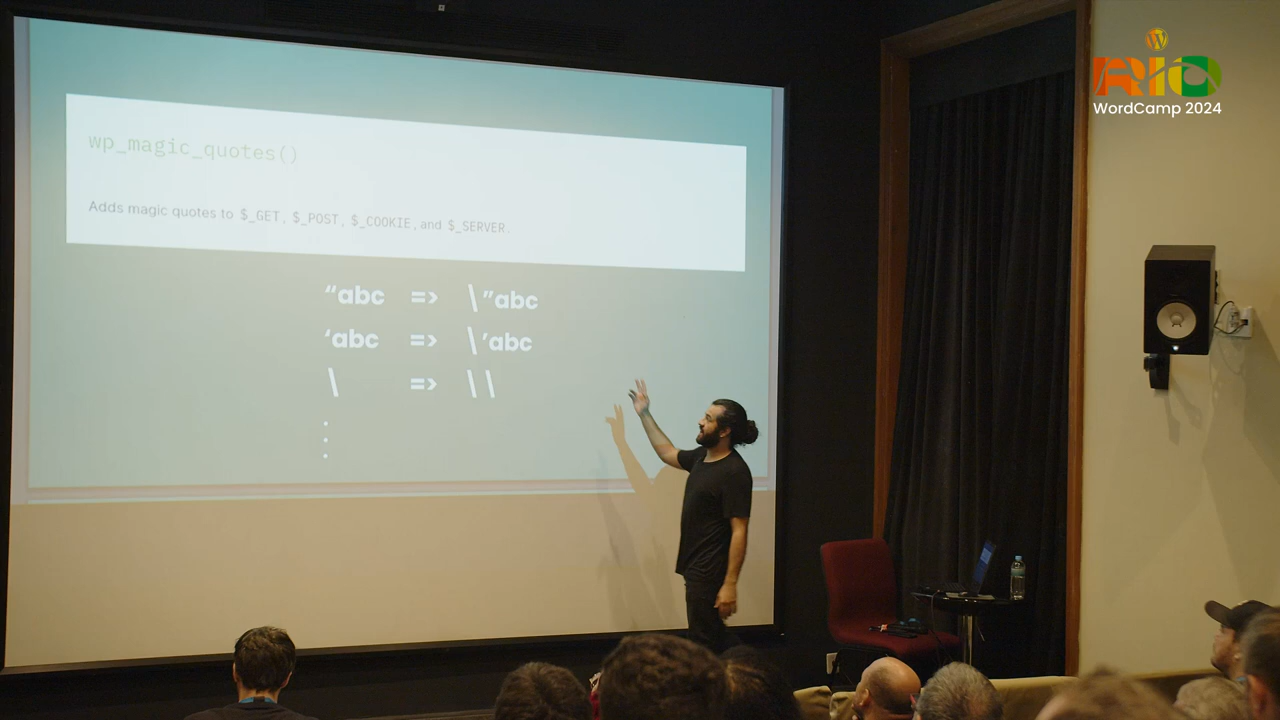 RIO
WordCamp 2024
wp_magic_quotes()
Adds magic quotes to $_GET, $_POST, $_COOKIE, and $_SERVER.
“abc => \”abc
‘abc => \’abc
\ => \\